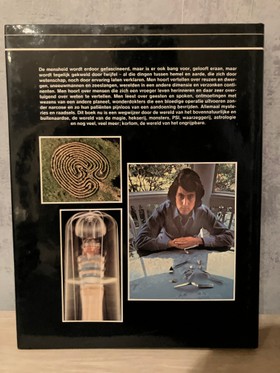 De mensheid wordt erdoor gefascineerd, maar is er ook bang voor, gelooft eraan, maar
wordt tegelijk gekweld door twijfel - al die dingen tussen hemel en aarde, die zich door
wetenschap, noch door ervaring laten verklaren. Men hoort vertellen over reuzen en dwer-
gen, sneeuwmannen en zeeslangen, werelden in een andere dimensie en verzonken conti-
nenten. Men hoort over mensen die zich een vroeger leven herinneren en daar zeer over-
tuigend over weten te vertellen. Men leest over geesten en spoken, ontmoetingen met
wezens van een andere planeet, wonderdokters die een bloedige operatie uitvoeren zon-
der narcose en zo hun patiënten pijnloos van een aandoening bevrijden. Allemaal myste-
ries en raadsels. Dit boek nu is een wegwijzer door de wereld van het bovennatuurlijke en
buitenaardse, de wereld van de magie, hekserij, monsters, PSI, waarzeggerij, astrologie
en nog veel, veel meer; kortom, de wereld van het ongrijpbare.